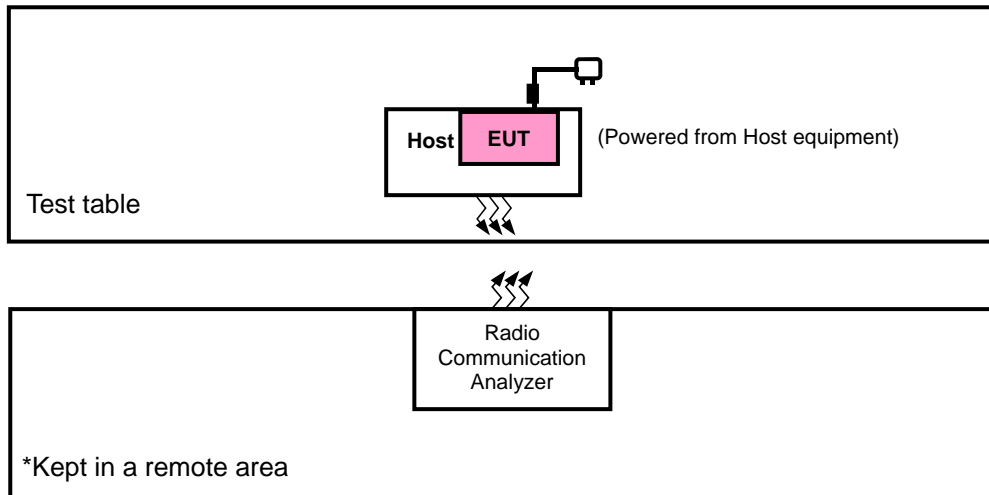 Host
EUT
(Powered from Host equipment)
Test table
Radio
Communication
Analyzer
*Kept in a remote area